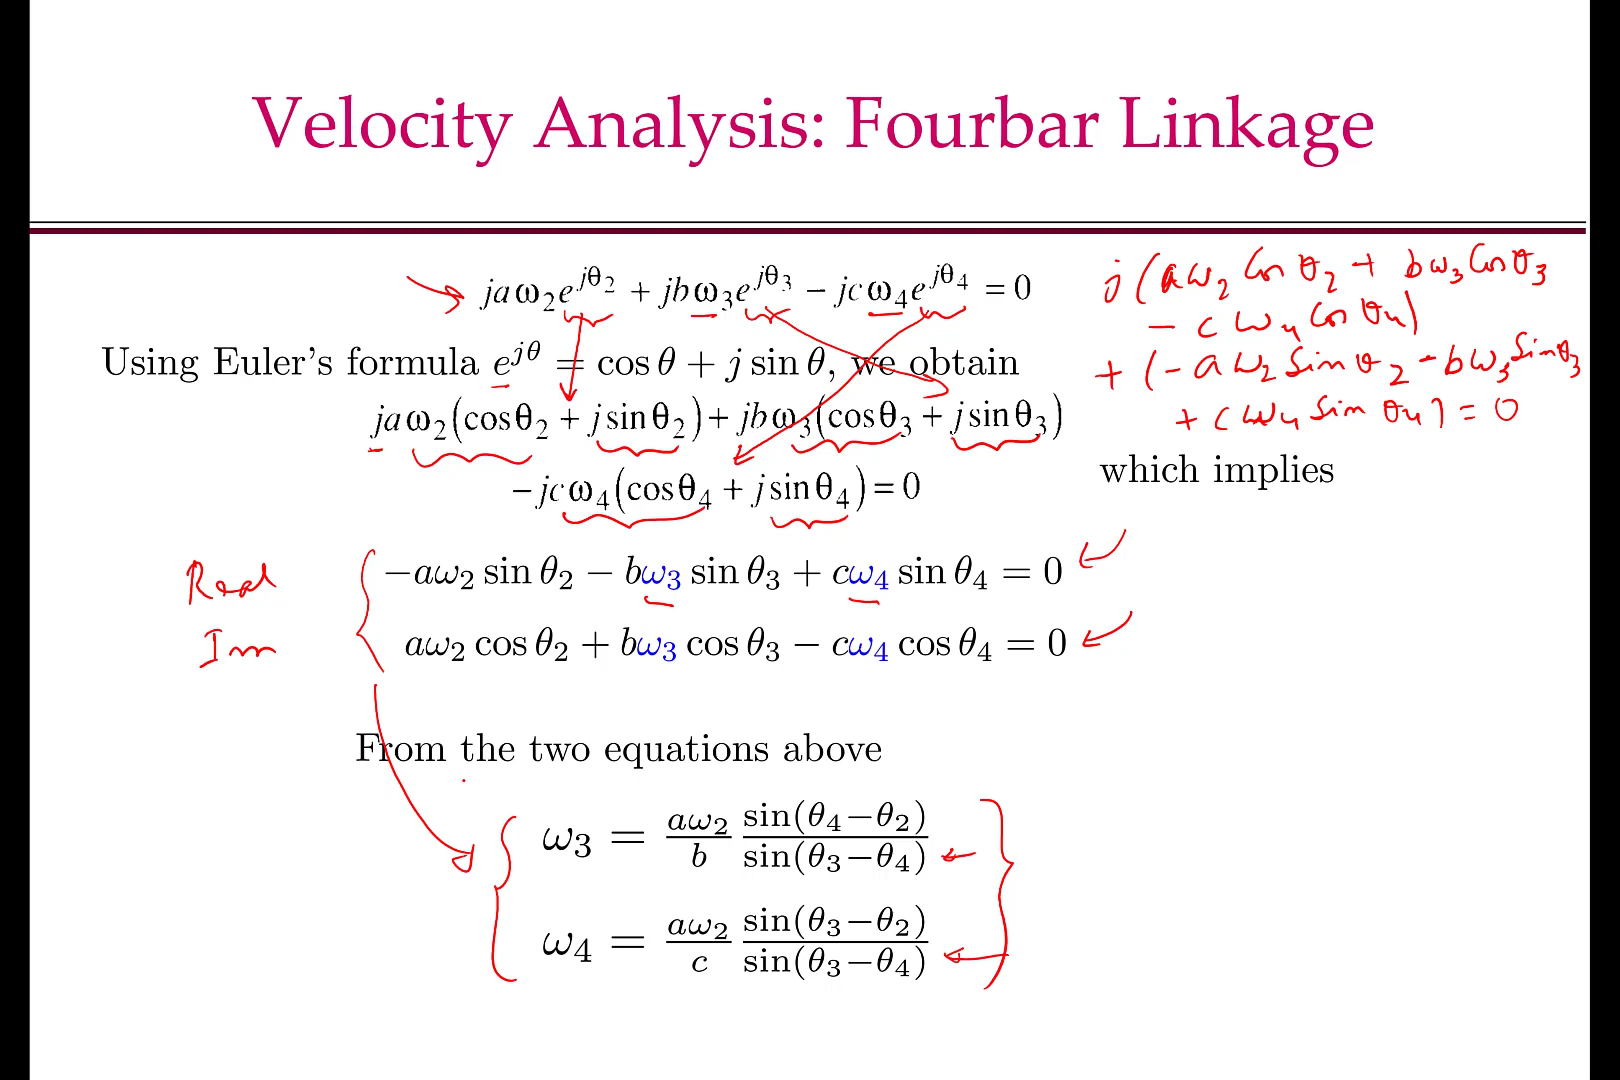 Velocity Analysis: Fourbar Linkage
jaω₂e^{jθ₂} + jbω₃e^{jθ₃} − jcω₄e^{jθ₄} = 0
Using Euler's formula e^{jθ} = cos θ + j sin θ, we obtain
jaω₂(cosθ₂ + j sinθ₂) + jbω₃(cosθ₃ + j sinθ₃)
−jcω₄(cosθ₄ + j sinθ₄) = 0
j(aω₂ Cos θ₂ + bω₃ Cos θ₃
− cω₄ Cos θ₄)
+ (−aω₂ Sin θ₂ − bω₃ Sin θ₃
+ cω₄ Sin θ₄) = 0
which implies
Real
−aω₂ sin θ₂ − bω₃ sin θ₃ + cω₄ sin θ₄ = 0
Im
aω₂ cos θ₂ + bω₃ cos θ₃ − cω₄ cos θ₄ = 0
From the two equations above
ω₃ = \frac{aω₂}{b} \frac{sin(θ₄−θ₂)}{sin(θ₃−θ₄)}
ω₄ = \frac{aω₂}{c} \frac{sin(θ₃−θ₂)}{sin(θ₃−θ₄)}